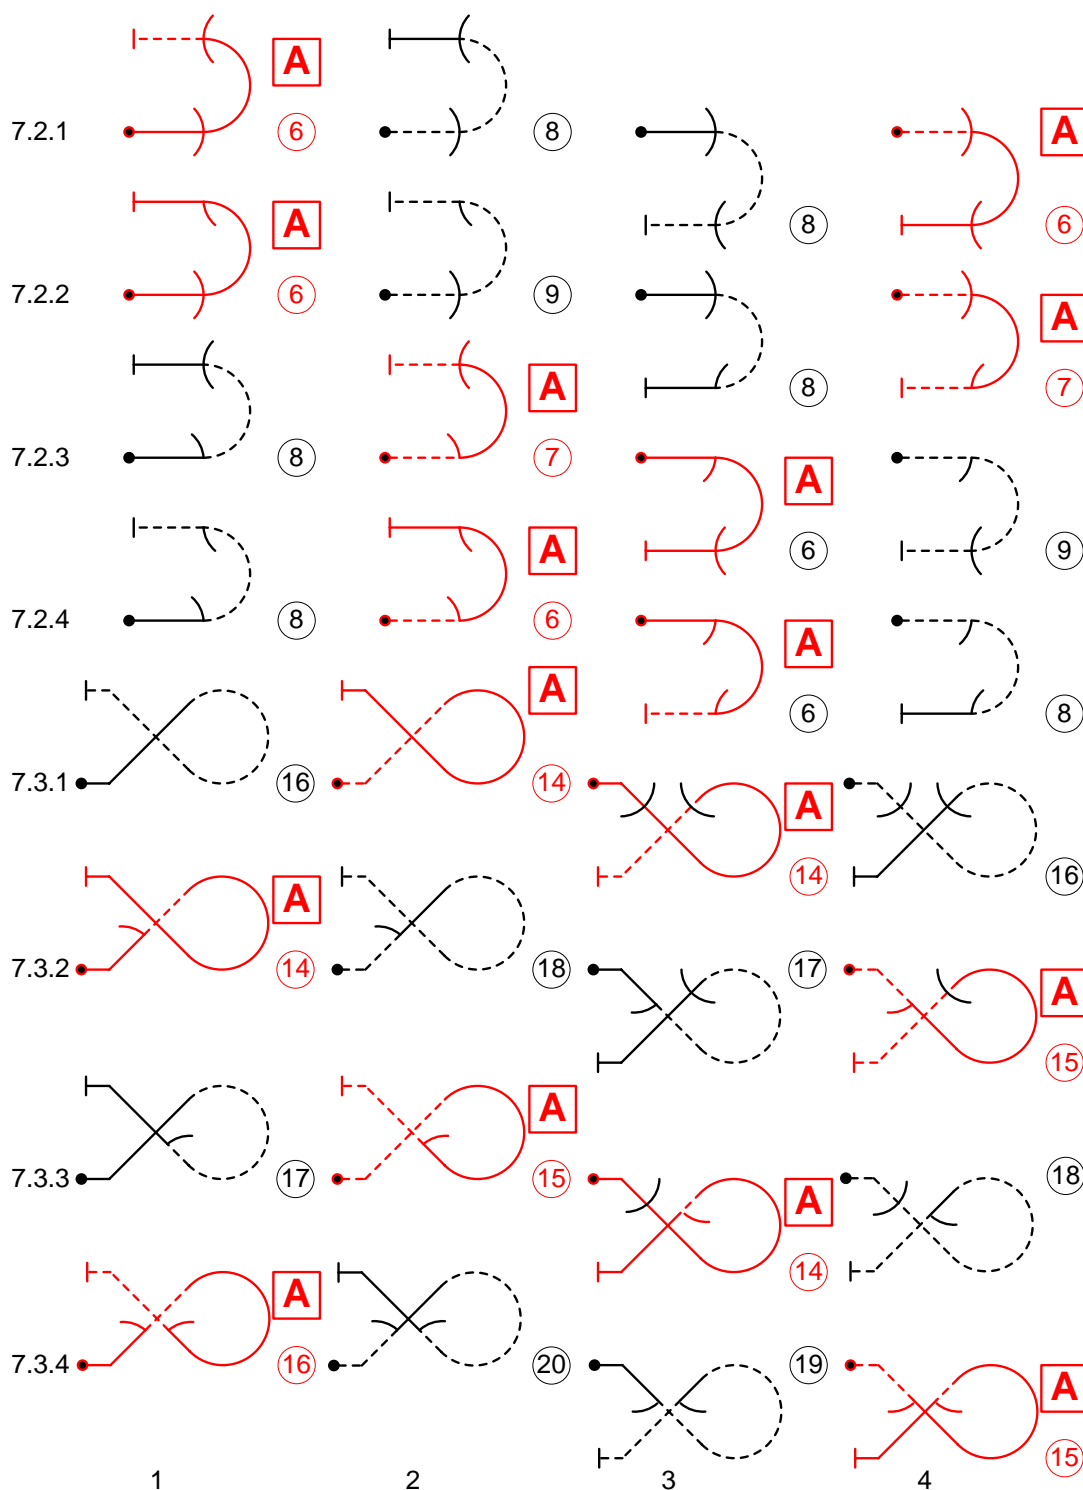 A A
7.2.1 6 8 A
A 8 6
7.2.2 6 9 A
A 8 7
7.2.3 8 7 A
A 6 9
7.2.4 8 6 A
A 6 8
7.3.1 16 14 A
A 14 16
7.3.2 14 18 17 A
A 15
7.3.3 17 15 18
A A
14
7.3.4 16 20 19 A
15
1 2 3 4